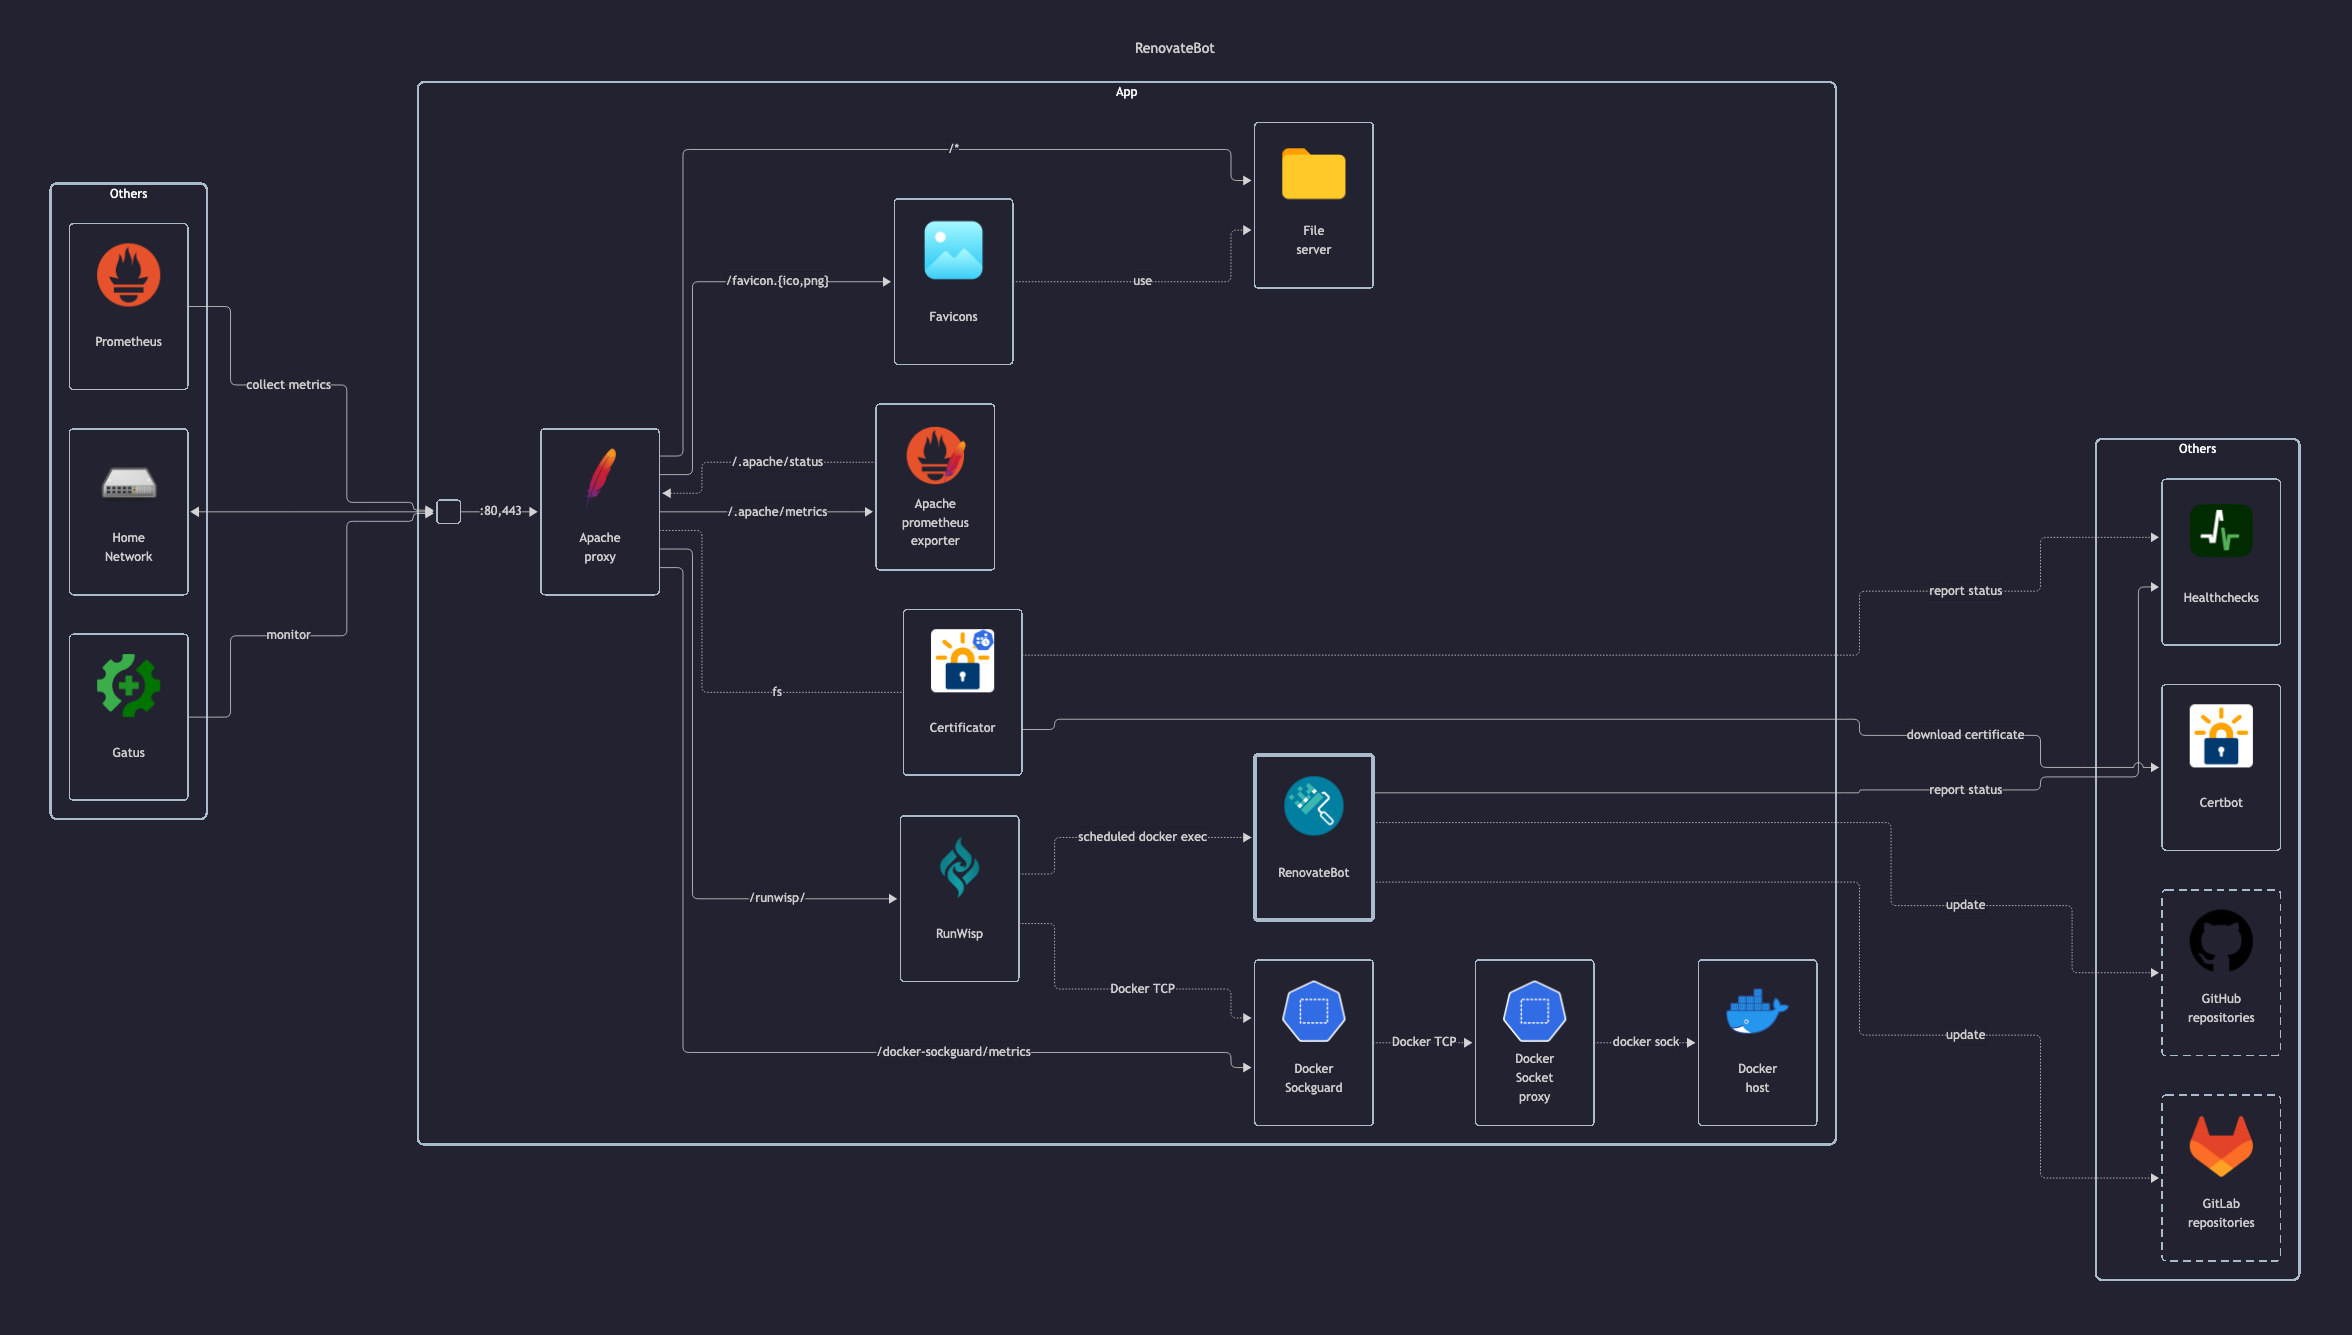 RenovateBot
App
Others
Prometheus
collect metrics
Home
Network
monitor
Gatus
:80,443
Apache
proxy
/*
/favicon.{ico,png}
Favicons
use
File
server
/.apache/status
/.apache/metrics
Apache
prometheus
exporter
fs
Certificator
/runwisp/
RunWisp
scheduled docker exec
RenovateBot
Docker TCP
/docker-sockguard/metrics
Docker
Sockguard
Docker TCP
Docker
Socket
proxy
docker sock
Docker
host
report status
download certificate
report status
update
update
Others
Healthchecks
Certbot
GitHub
repositories
GitLab
repositories